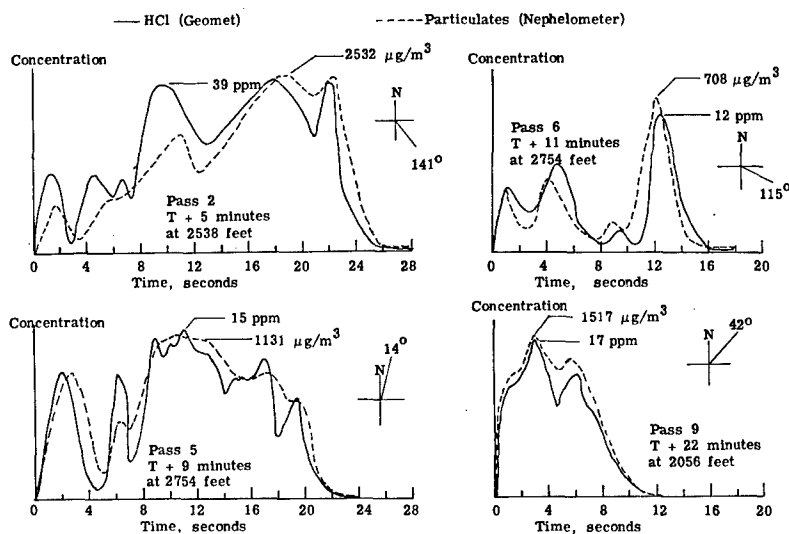 HCl (Geomet)
Particulates (Nephelometer)
Concentration
2532 µg/m³
39 ppm
N
141°
Pass 2
T + 5 minutes
at 2538 feet
0 4 8 12 16 20 24 28
Time, seconds
Concentration
708 µg/m³
12 ppm
Pass 6
T + 11 minutes
at 2754 feet
N
115°
0 4 8 12 16 20
Time, seconds
Concentration
15 ppm
1131 µg/m³
14°
N
Pass 5
T + 9 minutes
at 2754 feet
0 4 8 12 16 20 24 28
Time, seconds
Concentration
1517 µg/m³
17 ppm
N
42°
Pass 9
T + 22 minutes
at 2056 feet
0 4 8 12 16 20
Time, seconds